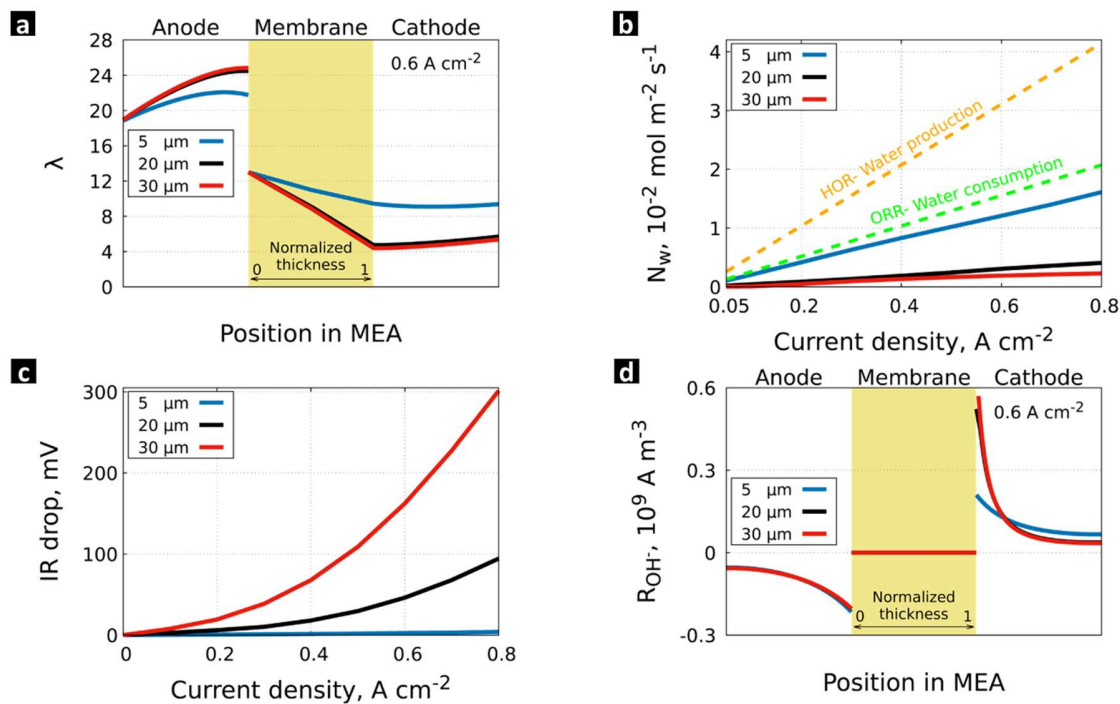 a
Anode Membrane Cathode
28
24
20
16
12
8
4
0
λ
0.6 A cm-2
5 μm
20 μm
30 μm
Normalized
thickness
0 1
Position in MEA
b
4
3
2
1
0
Nw, 10-2 mol m-2 s-1
5 μm
20 μm
30 μm
HOR- Water production
ORR- Water consumption
0.05 0.2 0.4 0.6 0.8
Current density, A cm-2
c
300
200
100
0
IR drop, mV
5 μm
20 μm
30 μm
0 0.2 0.4 0.6 0.8
Current density, A cm-2
d
Anode Membrane Cathode
0.6
0.3
0
-0.3
ROH-, 109 A m-3
0.6 A cm-2
5 μm
20 μm
30 μm
Normalized
thickness
0 1
Position in MEA